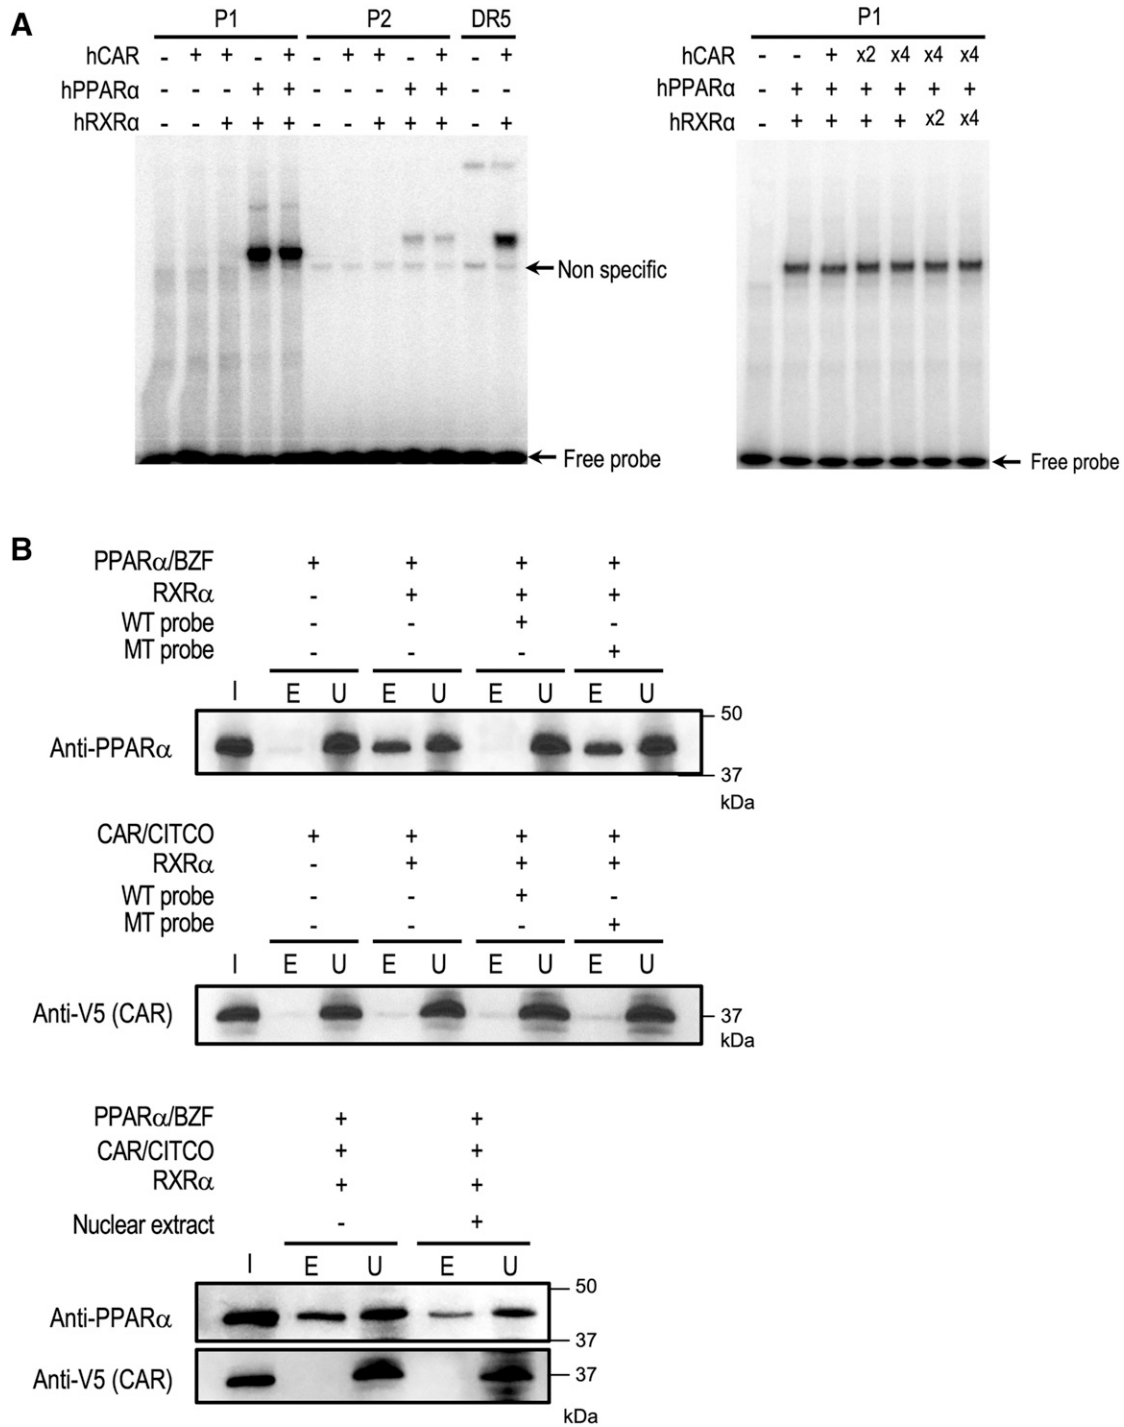 A
P1 P2 DR5
hCAR - + + - + - + + - + - +
hPPARα - - - + + - - - + + - -
hRXRα - - + + + - - + + + - +
Non specific
Free probe
P1
hCAR - - + x2 x4 x4 x4
hPPARα - + + + + + +
hRXRα - + + + + x2 x4
Free probe
B
PPARα/BZF + + + +
RXRα - + + +
WT probe - - + -
MT probe - - - +
I E U E U E U E U
Anti-PPARα
50
37
kDa
CAR/CITCO + + + +
RXRα - + + +
WT probe - - + -
MT probe - - - +
I E U E U E U E U
Anti-V5 (CAR)
37
kDa
PPARα/BZF + +
CAR/CITCO + +
RXRα + +
Nuclear extract - +
I E U E U
Anti-PPARα
50
37
Anti-V5 (CAR)
37
kDa